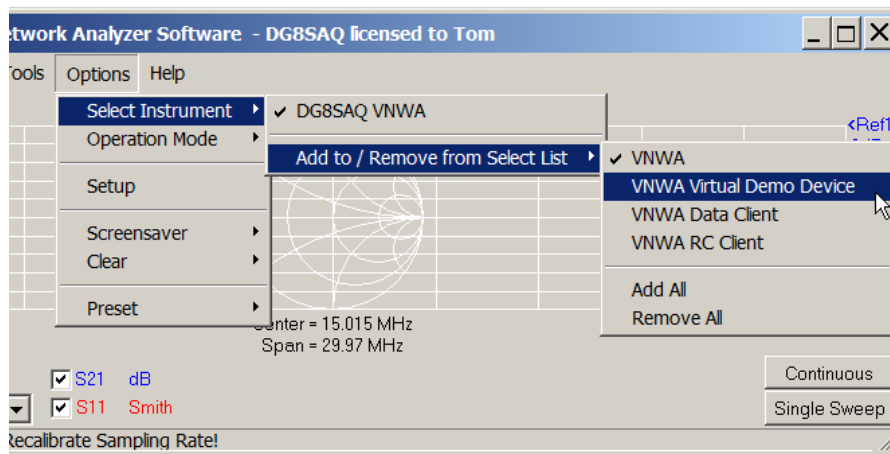 etwork Analyzer Software - DG8SAQ licensed to Tom
Tools Options Help
Select Instrument
Operation Mode
Setup
Screensaver
Clear
Preset
✓ DG8SAQ VNWA
Add to / Remove from Select List
✓ VNWA
VNWA Virtual Demo Device
VNWA Data Client
VNWA RC Client
Add All
Remove All
<Ref1
Center = 15.015 MHz
Span = 29.97 MHz
S21 dB
S11 Smith
Continuous
Single Sweep
Recalibrate Sampling Rate!